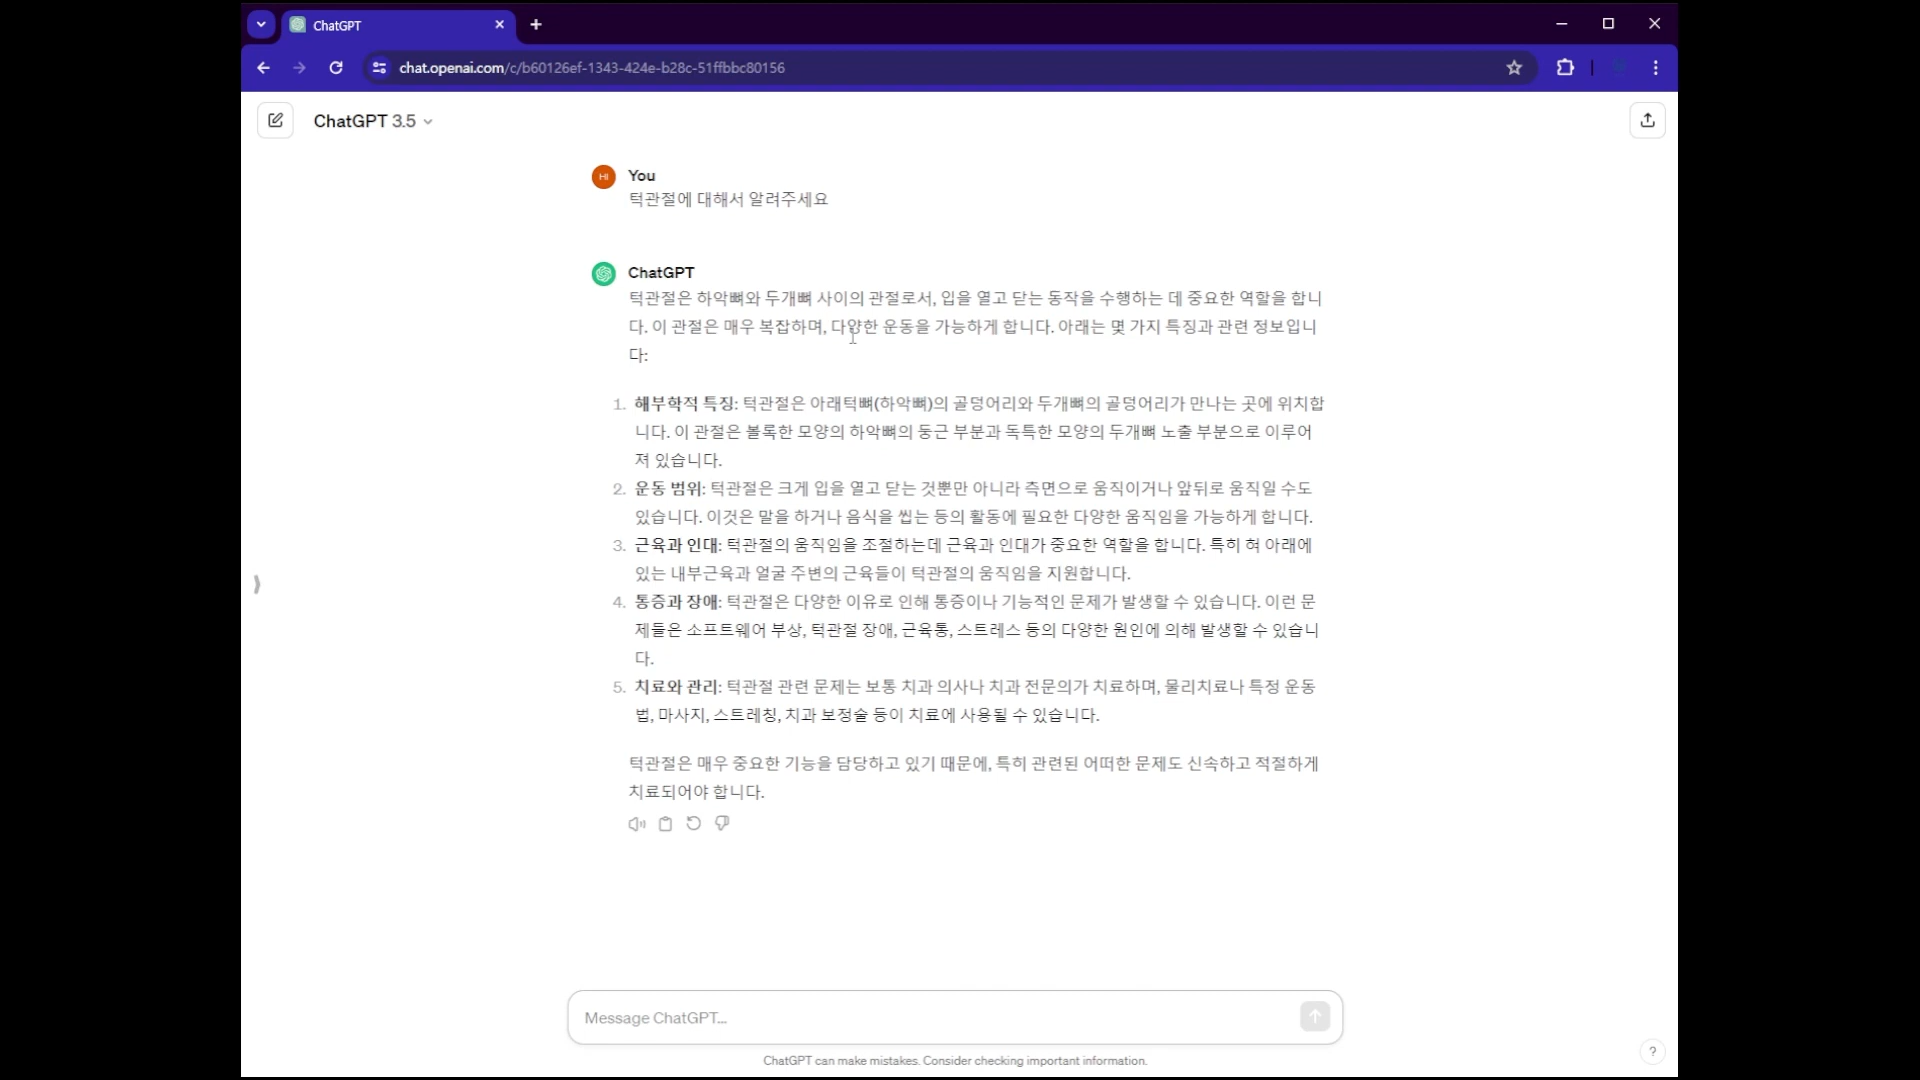 ChatGPT
chat.openai.com/c/b60126ef-1343-424e-b28c-51ffbbc80156
ChatGPT 3.5
HI
You
턱관절에 대해서 알려주세요
ChatGPT
턱관절은 하악뼈와 두개뼈 사이의 관절로서, 입을 열고 닫는 동작을 수행하는 데 중요한 역할을 합니
다. 이 관절은 매우 복잡하며, 다양한 운동을 가능하게 합니다. 아래는 몇 가지 특징과 관련 정보입니
다:
1. 해부학적 특징: 턱관절은 아래턱뼈(하악뼈)의 골덩어리와 두개뼈의 골덩어리가 만나는 곳에 위치합
니다. 이 관절은 볼록한 모양의 하악뼈의 둥근 부분과 독특한 모양의 두개뼈 노출 부분으로 이루어
져 있습니다.
2. 운동 범위: 턱관절은 크게 입을 열고 닫는 것뿐만 아니라 측면으로 움직이거나 앞뒤로 움직일 수도
있습니다. 이것은 말을 하거나 음식을 씹는 등의 활동에 필요한 다양한 움직임을 가능하게 합니다.
3. 근육과 인대: 턱관절의 움직임을 조절하는데 근육과 인대가 중요한 역할을 합니다. 특히 혀 아래에
있는 내부근육과 얼굴 주변의 근육들이 턱관절의 움직임을 지원합니다.
4. 통증과 장애: 턱관절은 다양한 이유로 인해 통증이나 기능적인 문제가 발생할 수 있습니다. 이런 문
제들은 소프트웨어 부상, 턱관절 장애, 근육통, 스트레스 등의 다양한 원인에 의해 발생할 수 있습니
다.
5. 치료와 관리: 턱관절 관련 문제는 보통 치과 의사나 치과 전문의가 치료하며, 물리치료나 특정 운동
법, 마사지, 스트레칭, 치과 보정술 등이 치료에 사용될 수 있습니다.
턱관절은 매우 중요한 기능을 담당하고 있기 때문에, 특히 관련된 어떠한 문제도 신속하고 적절하게
치료되어야 합니다.
Message ChatGPT...
ChatGPT can make mistakes. Consider checking important information.
?